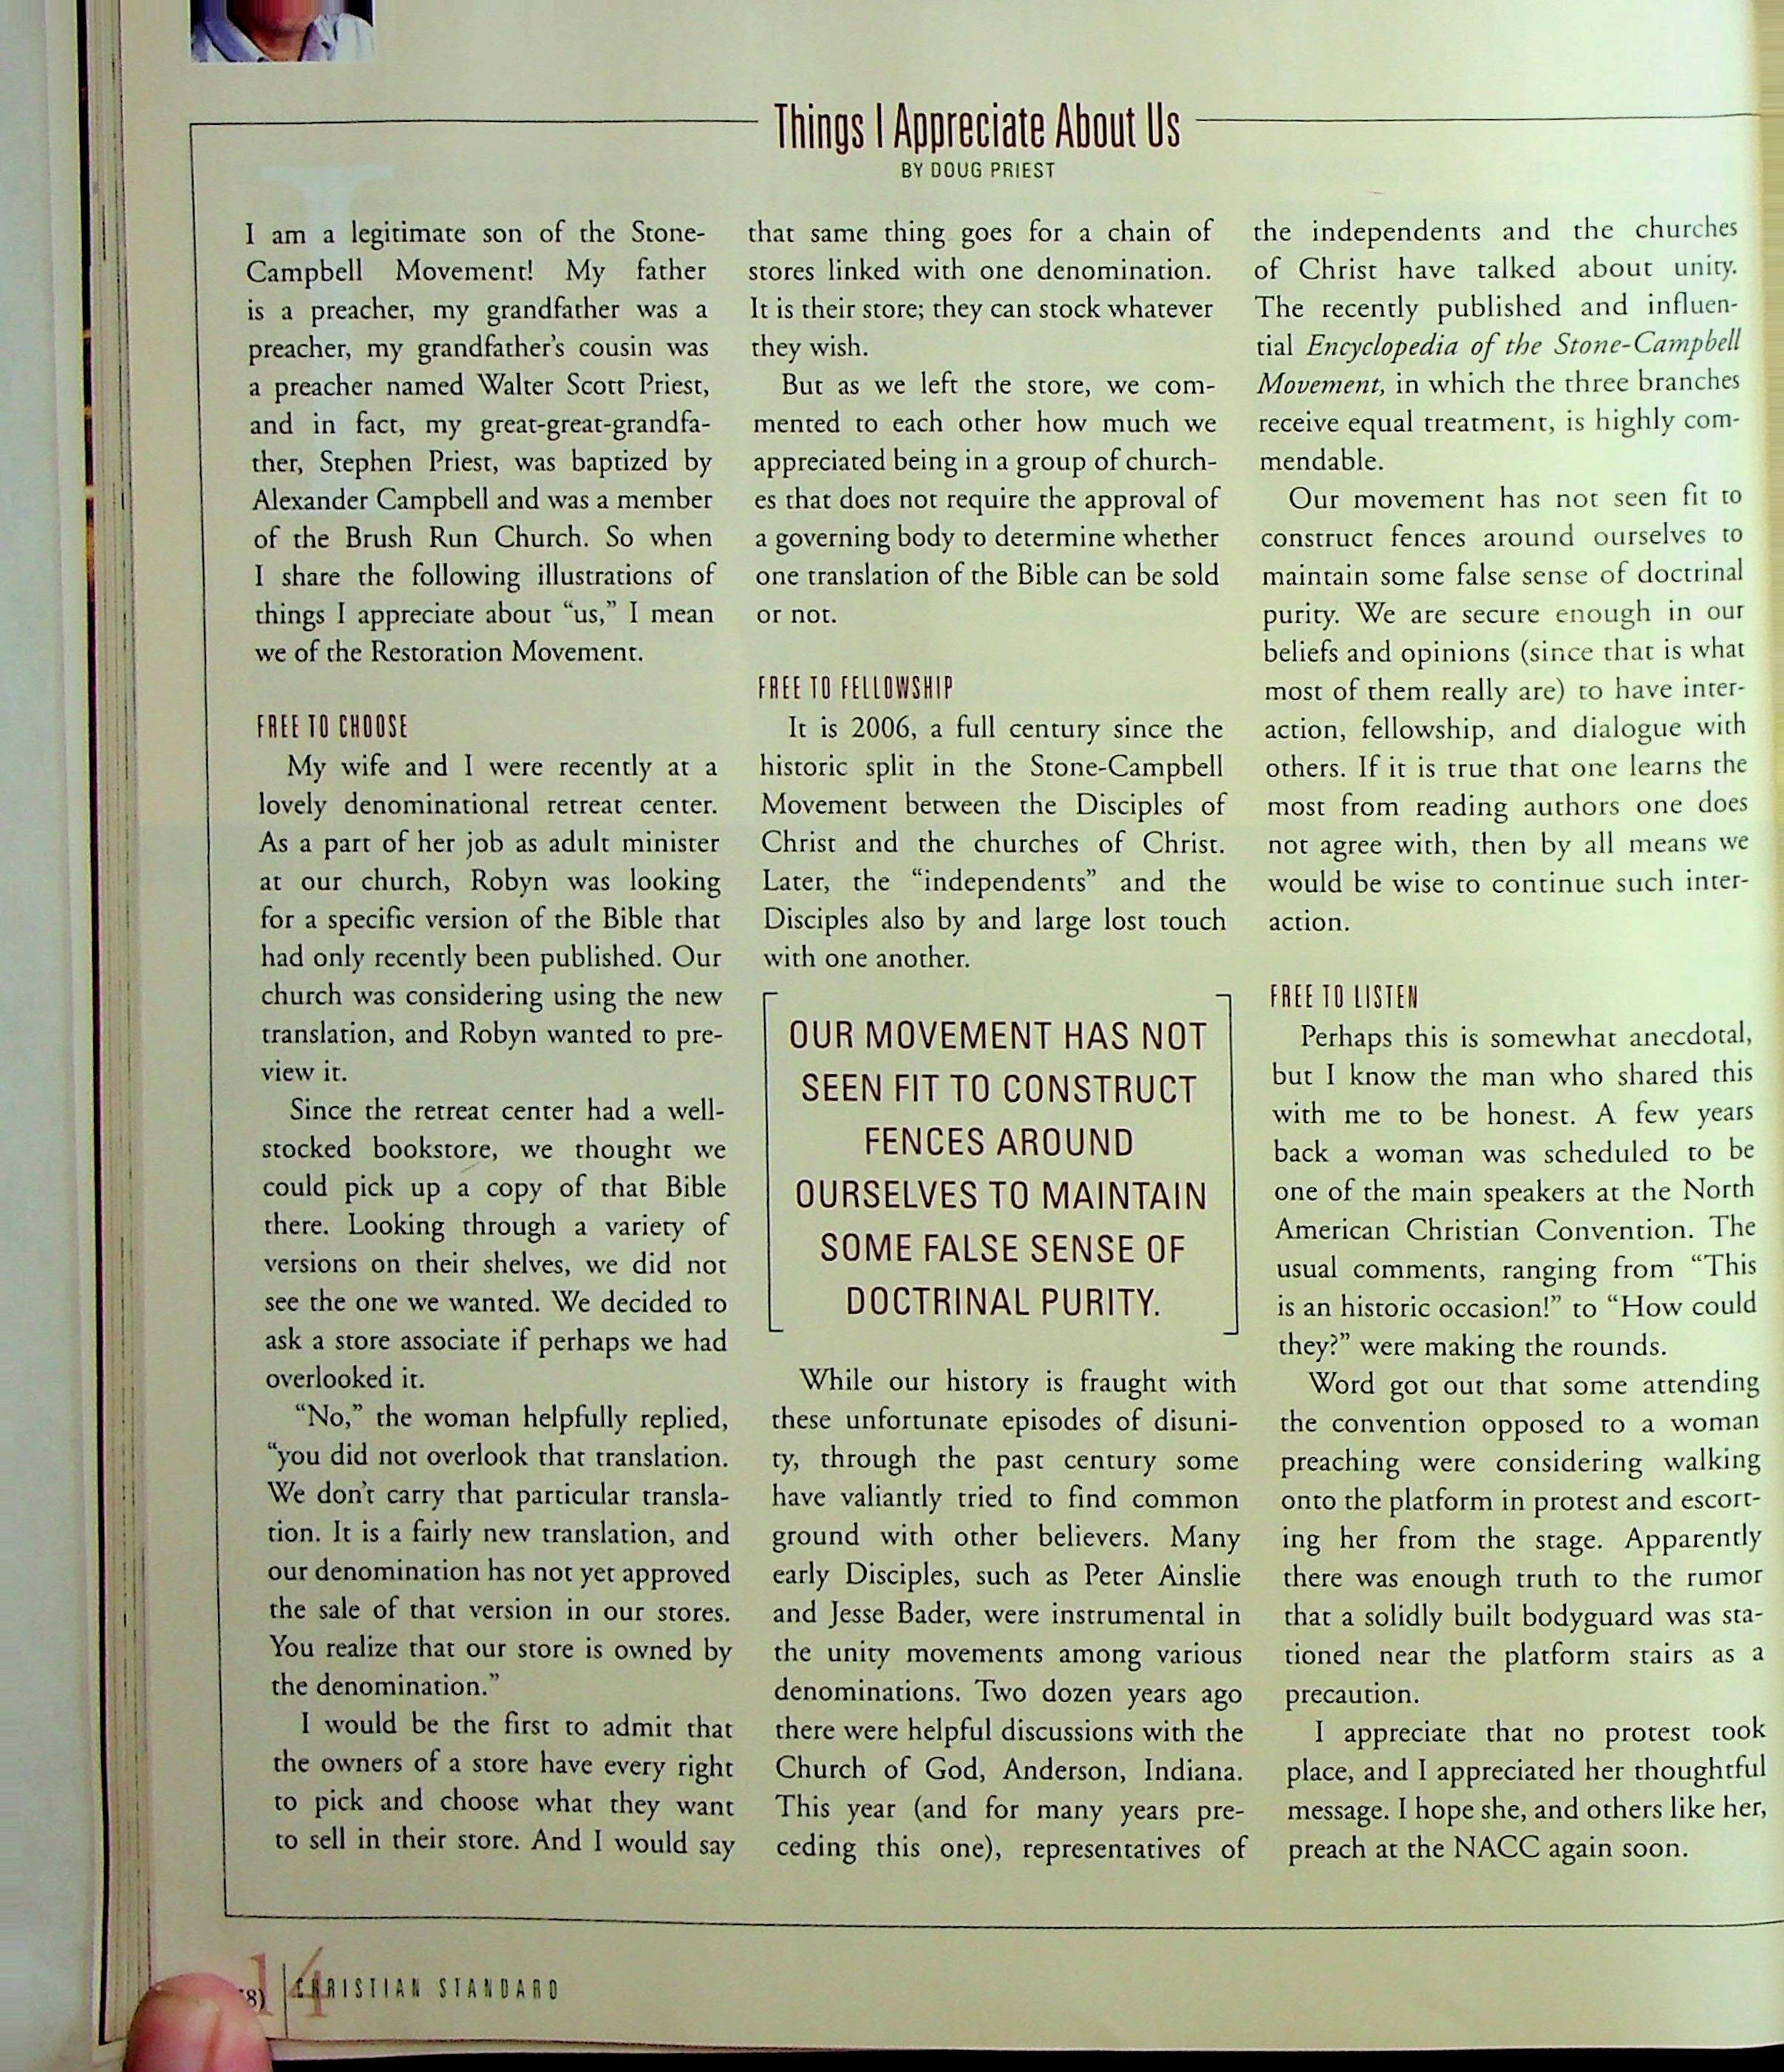 Things I Appreciate About Us
BY DOUG PRIEST
I am a legitimate son of the Stone-
Campbell Movement! My father
is a preacher, my grandfather was a
preacher, my grandfather's cousin was
a preacher named Walter Scott Priest,
and in fact, my great-great-grandfa-
ther, Stephen Priest, was baptized by
Alexander Campbell and was a member
of the Brush Run Church. So when
I share the following illustrations of
things I appreciate about “us,” I mean
we of the Restoration Movement.
FREE TO CHOOSE
My wife and I were recently at a
lovely denominational retreat center.
As a part of her job as adult minister
at our church, Robyn was looking
for a specific version of the Bible that
had only recently been published. Our
church was considering using the new
translation, and Robyn wanted to pre-
view it.
Since the retreat center had a well-
stocked bookstore, we thought we
could pick up a copy of that Bible
there. Looking through a variety of
versions on their shelves, we did not
see the one we wanted. We decided to
ask a store associate if perhaps we had
overlooked it.
“No,” the woman helpfully replied,
“you did not overlook that translation.
We don't carry that particular transla-
tion. It is a fairly new translation, and
our denomination has not yet approved
the sale of that version in our stores.
You realize that our store is owned by
the denomination.”
I would be the first to admit that
the owners of a store have every right
to pick and choose what they want
to sell in their store. And I would say
that same thing goes for a chain of
stores linked with one denomination.
It is their store; they can stock whatever
they wish.
But as we left the store, we com-
mented to each other how much we
appreciated being in a group of church-
es that does not require the approval of
a governing body to determine whether
one translation of the Bible can be sold
or not.
FREE TO FELLOWSHIP
It is 2006, a full century since the
historic split in the Stone-Campbell
Movement between the Disciples of
Christ and the churches of Christ.
Later, the “independents” and the
Disciples also by and large lost touch
with one another.
OUR MOVEMENT HAS NOT
SEEN FIT TO CONSTRUCT
FENCES AROUND
OURSELVES TO MAINTAIN
SOME FALSE SENSE OF
DOCTRINAL PURITY.
While our history is fraught with
these unfortunate episodes of disuni-
ty, through the past century some
have valiantly tried to find common
ground with other believers. Many
early Disciples, such as Peter Ainslie
and Jesse Bader, were instrumental in
the unity movements among various
denominations. Two dozen years ago
there were helpful discussions with the
Church of God, Anderson, Indiana.
This year (and for many years pre-
ceding this one), representatives of
the independents and the churches
of Christ have talked about unity.
The recently published and influen-
tial Encyclopedia of the Stone-Campbell
Movement, in which the three branches
receive equal treatment, is highly com-
mendable.
Our movement has not seen fit to
construct fences around ourselves to
maintain some false sense of doctrinal
purity. We are secure enough in our
beliefs and opinions (since that is what
most of them really are) to have inter-
action, fellowship, and dialogue with
others. If it is true that one learns the
most from reading authors one does
not agree with, then by all means we
would be wise to continue such inter-
action.
FREE TO LISTEN
Perhaps this is somewhat anecdotal,
but I know the man who shared this
with me to be honest. A few years
back a woman was scheduled to be
one of the main speakers at the North
American Christian Convention. The
usual comments, ranging from “This
is an historic occasion!” to “How could
they?” were making the rounds.
Word got out that some attending
the convention opposed to a woman
preaching were considering walking
onto the platform in protest and escort-
ing her from the stage. Apparently
there was enough truth to the rumor
that a solidly built bodyguard was sta-
tioned near the platform stairs as a
precaution.
I appreciate that no protest took
place, and I appreciated her thoughtful
message. I hope she, and others like her,
preach at the NACC again soon.
14
CHRISTIAN STANDARD